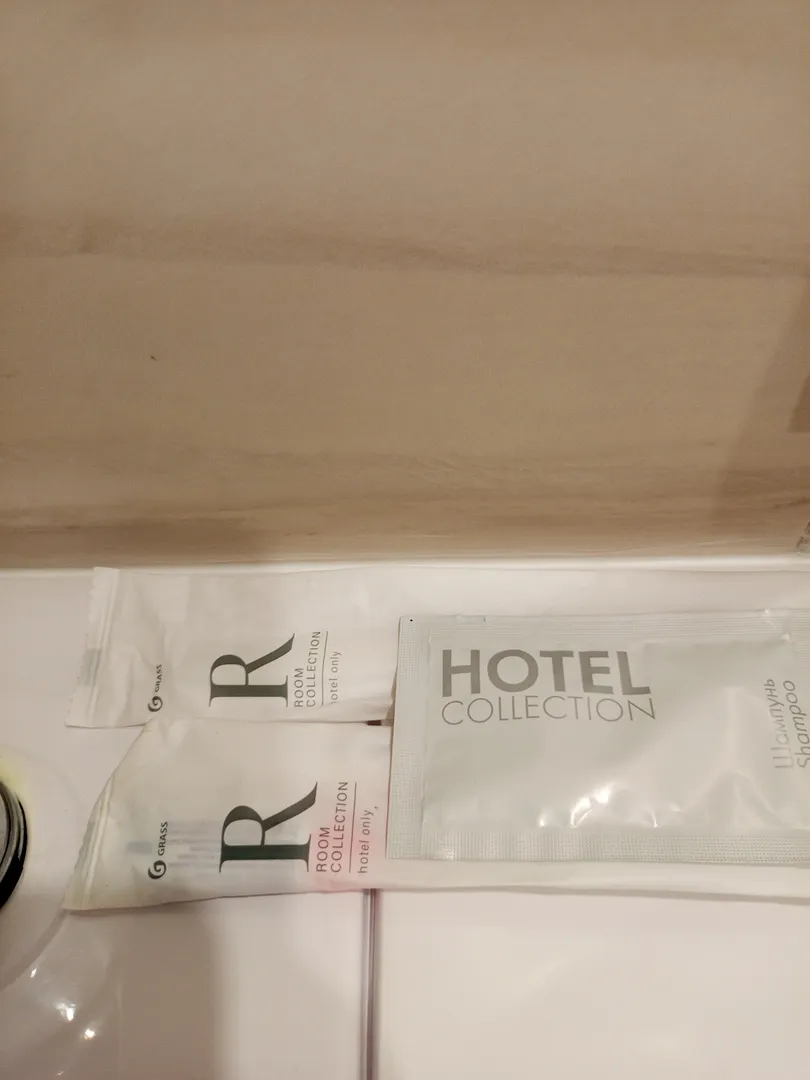 GRASS
R
ROOM
COLLECTION
hotel only
GRASS
R
ROOM
COLLECTION
hotel only,
HOTEL
COLLECTION
Шампунь
Shampoo